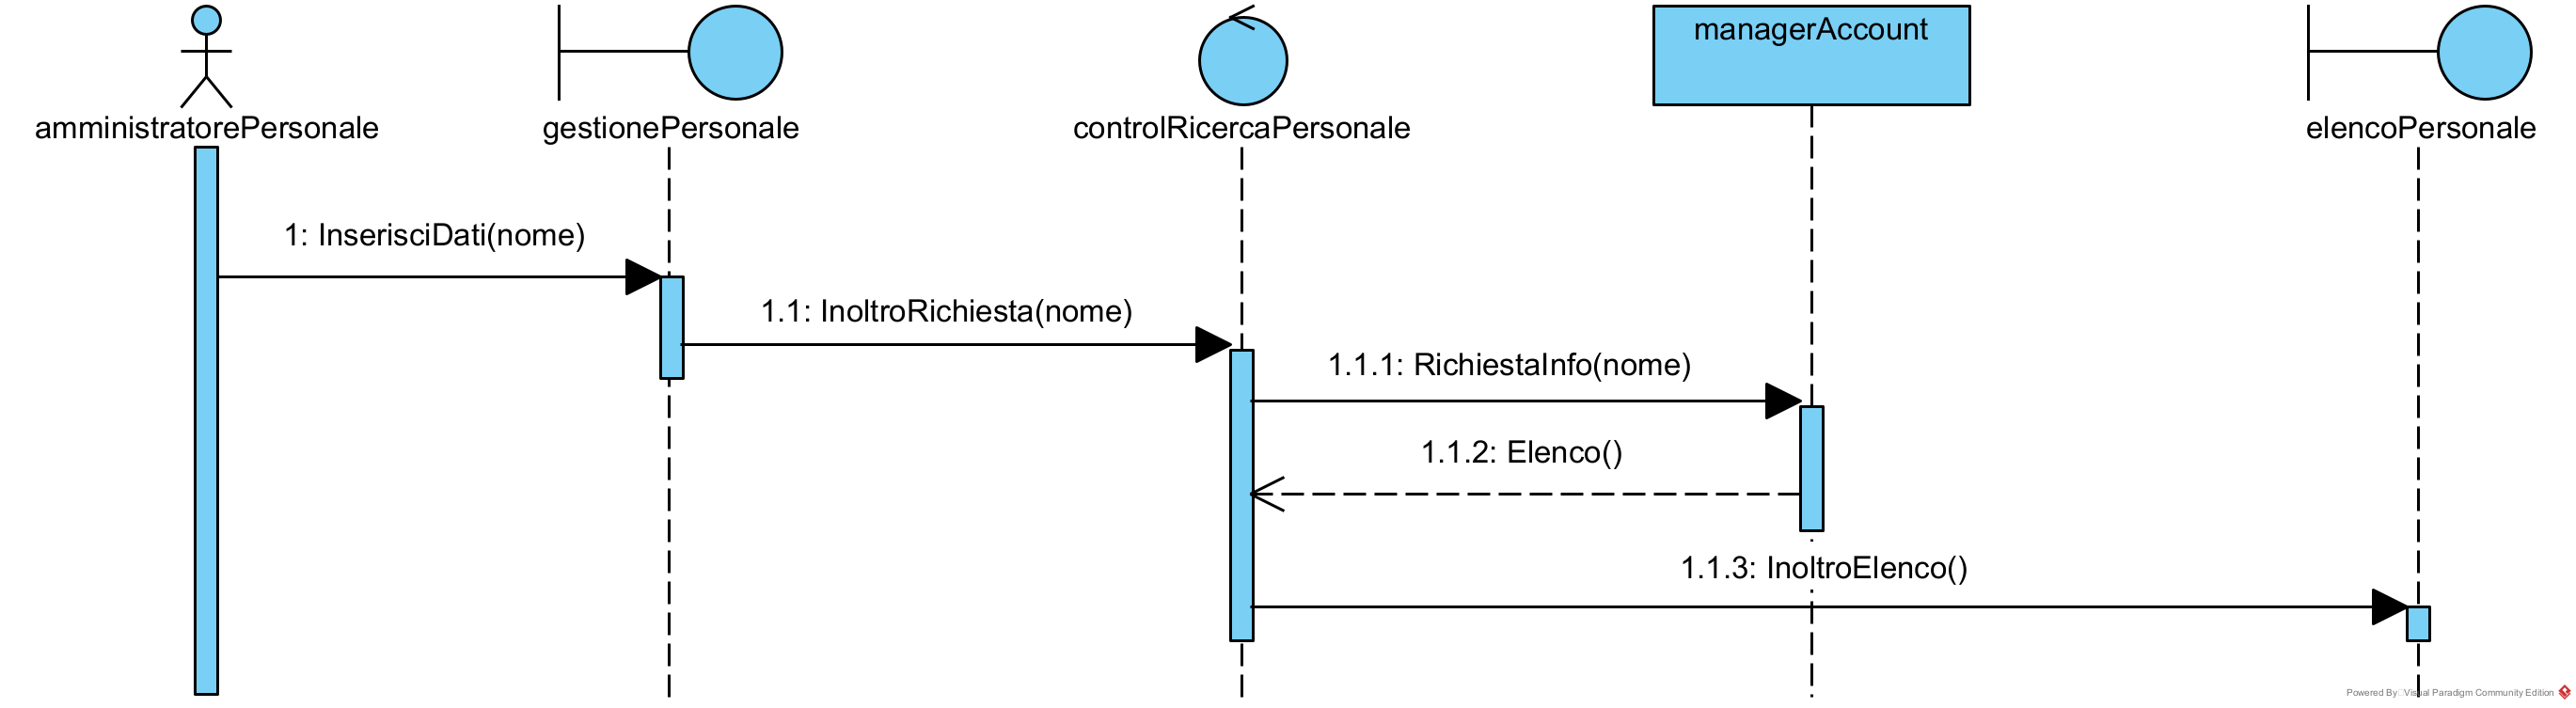 managerAccount
amministratorePersonale
gestionePersonale
controlRicercaPersonale
elencoPersonale
1: InserisciDati(nome)
1.1: InoltroRichiesta(nome)
1.1.1: RichiestaInfo(nome)
1.1.2: Elenco()
1.1.3: InoltroElenco()
Powered By Visual Paradigm Community Edition